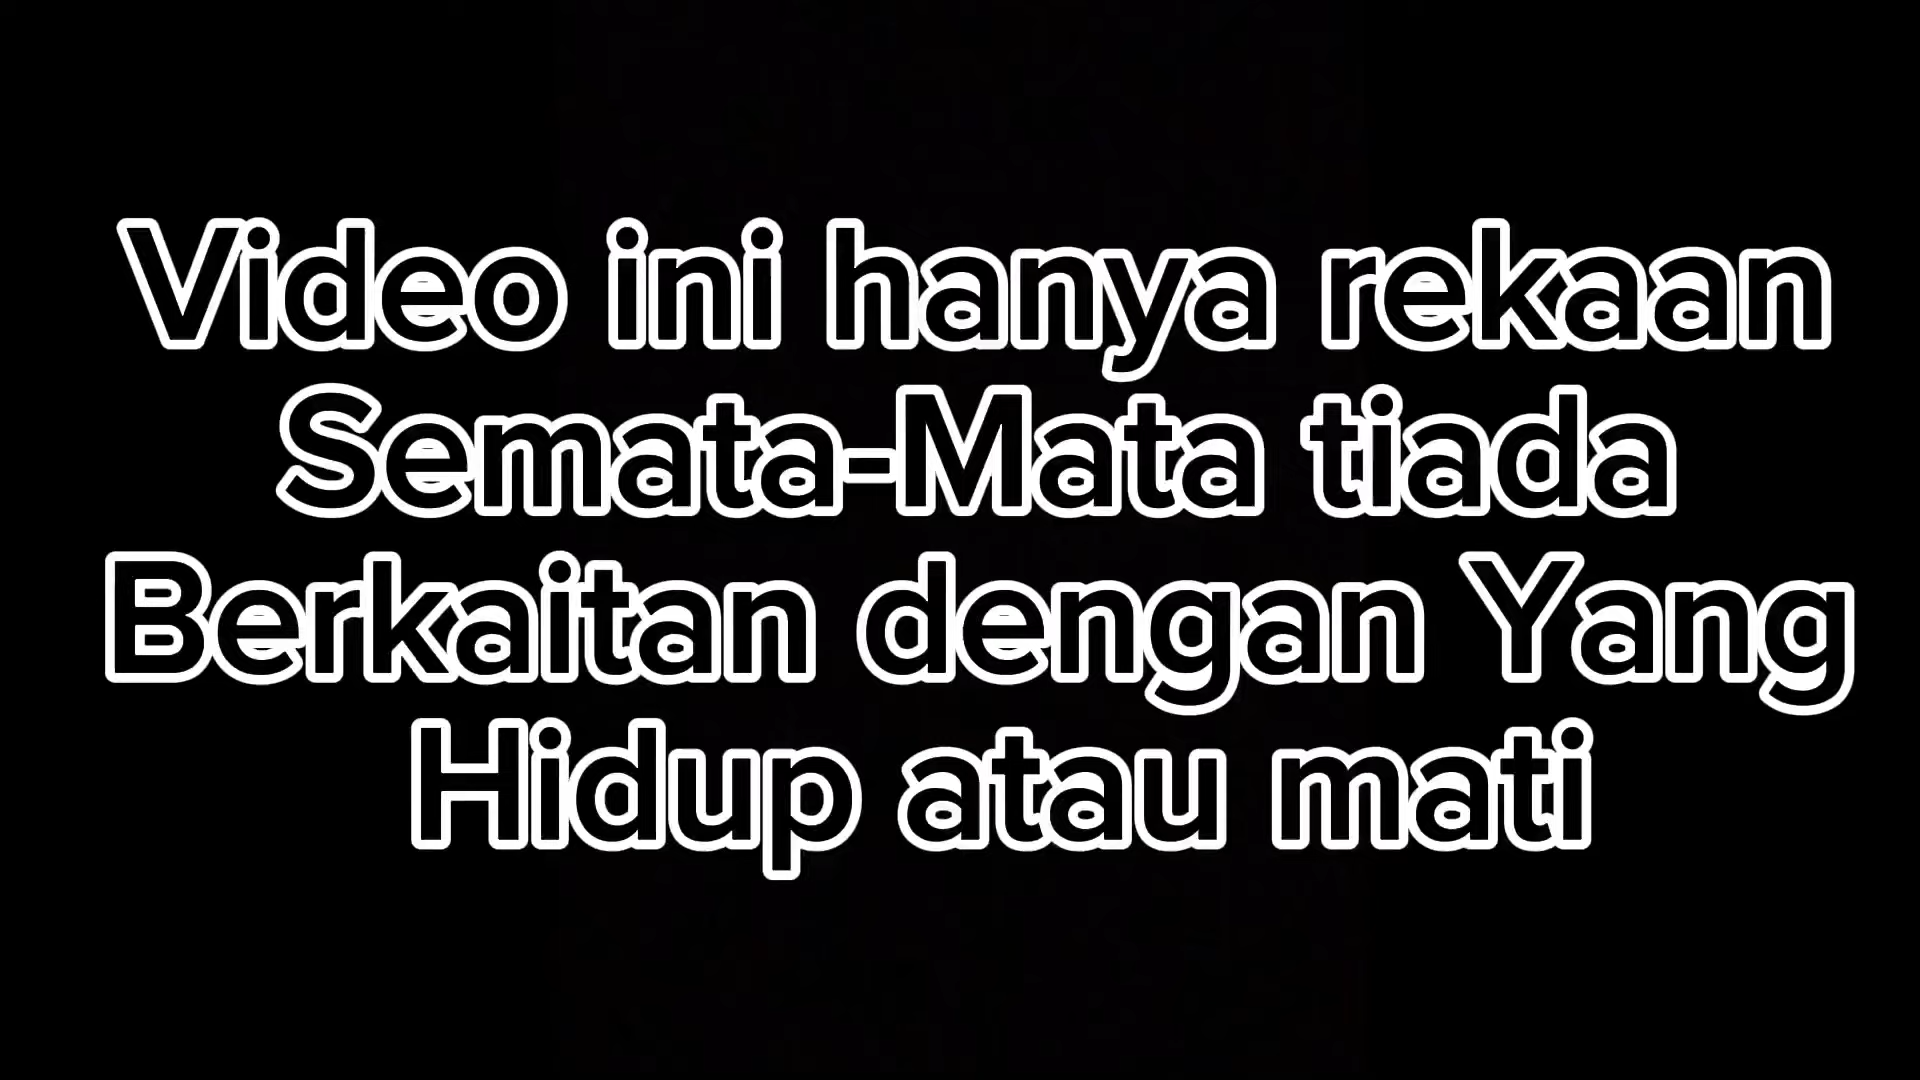 Video ini hanya rekaan
Semata-Mata tiada
Berkaitan dengan Yang
Hidup atau mati